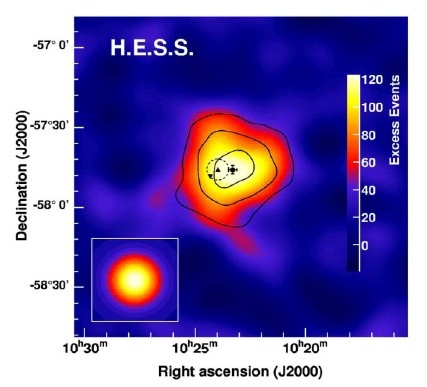 H.E.S.S.
Declination (J2000)
-57° 0'
-57°30'
-58° 0'
-58°30'
120
100
80
60
40
20
0
Excess Events
10h30m
10h25m
10h20m
Right ascension (J2000)